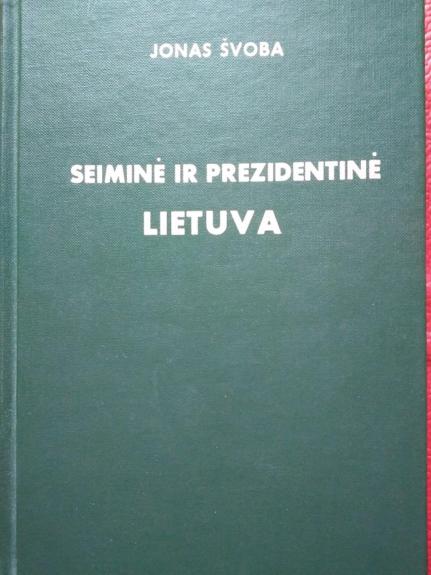 JONAS ŠVOBA
SEIMINĖ IR PREZIDENTINĖ
LIETUVA